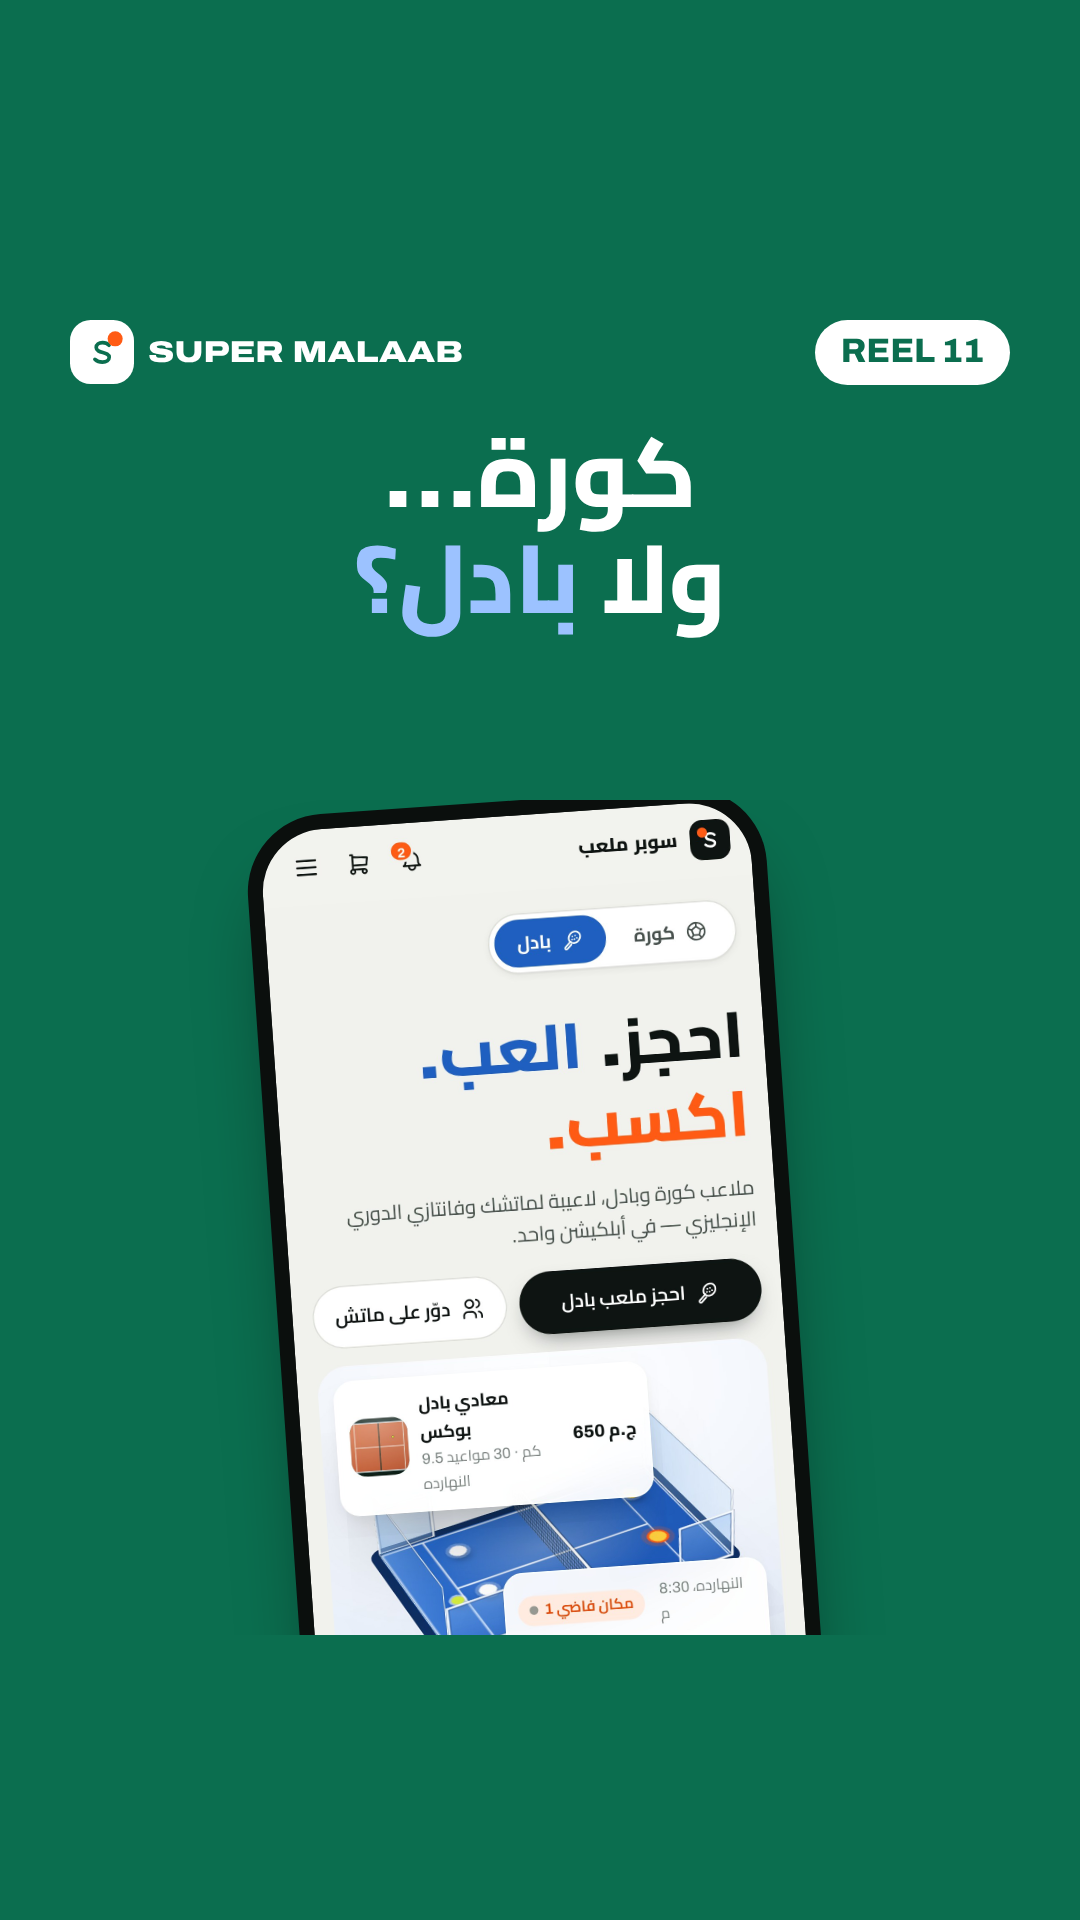 SUPER MALAAB
REEL 11
كورة...
ولا بادل؟
سوبر ملعب
2
كورة
بادل
احجز. العب.
اكسب.
ملاعب كورة وبادل، لاعيبة لماتشك وفانتازي الدوري
الإنجليزي — في أبلكيشن واحد.
احجز ملعب بادل
دوّر على ماتش
معادي بادل
بوكس
9.5 كم · 30 مواعيد
النهارده
ج.م 650
النهارده، 8:30
م
1 مكان فاضي